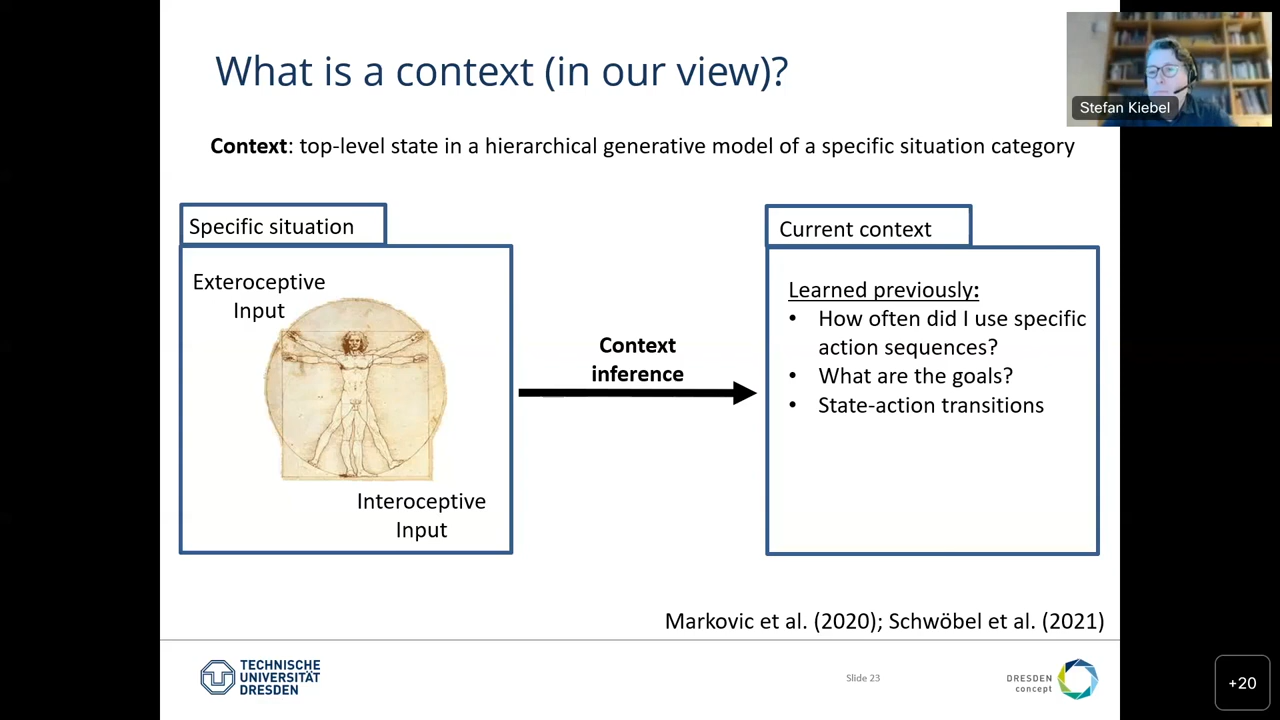 What is a context (in our view)?
Stefan Kiebel
Context: top-level state in a hierarchical generative model of a specific situation category
Specific situation
Exteroceptive
Input
Interoceptive
Input
Context
inference
Current context
Learned previously:
• How often did I use specific
action sequences?
• What are the goals?
• State-action transitions
Markovic et al. (2020); Schwöbel et al. (2021)
TECHNISCHE
UNIVERSITÄT
DRESDEN
Slide 23
DRESDEN
concept
+20